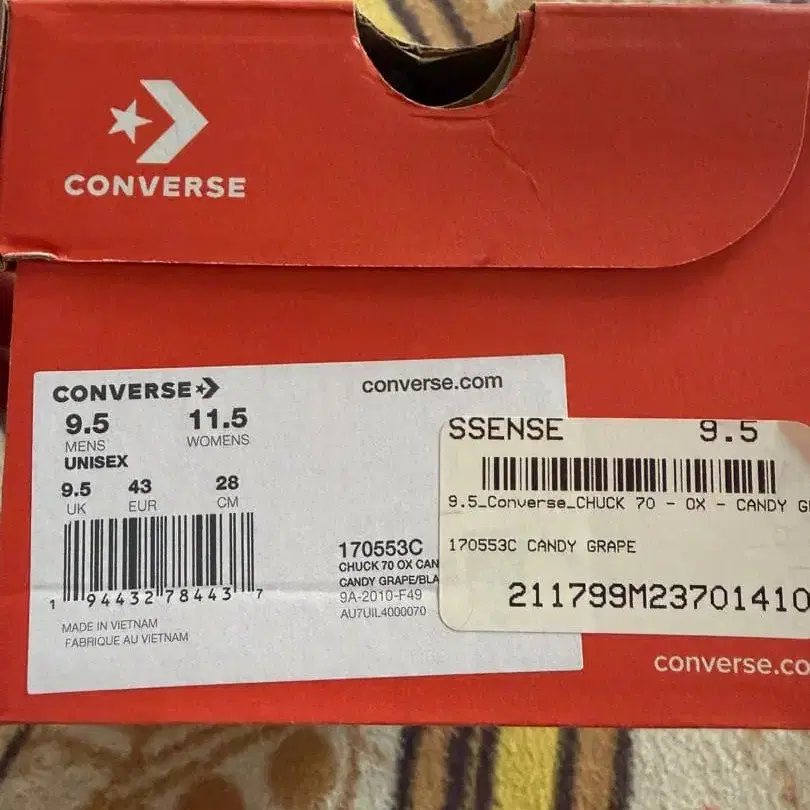 CONVERSE
CONVERSE
converse.com
9.5 11.5
MENS WOMENS
UNISEX
9.5 43 28
UK EUR CM
1 94432 78443 7
MADE IN VIETNAM
FABRIQUE AU VIETNAM
170553C
CHUCK 70 OX CAN
CANDY GRAPE/BLA
9A-2010-F49
AU7UIL4000070
SSENSE 9.5
9.5_Converse_CHUCK 70 - OX - CANDY G
170553C CANDY GRAPE
211799M23701410
converse.co